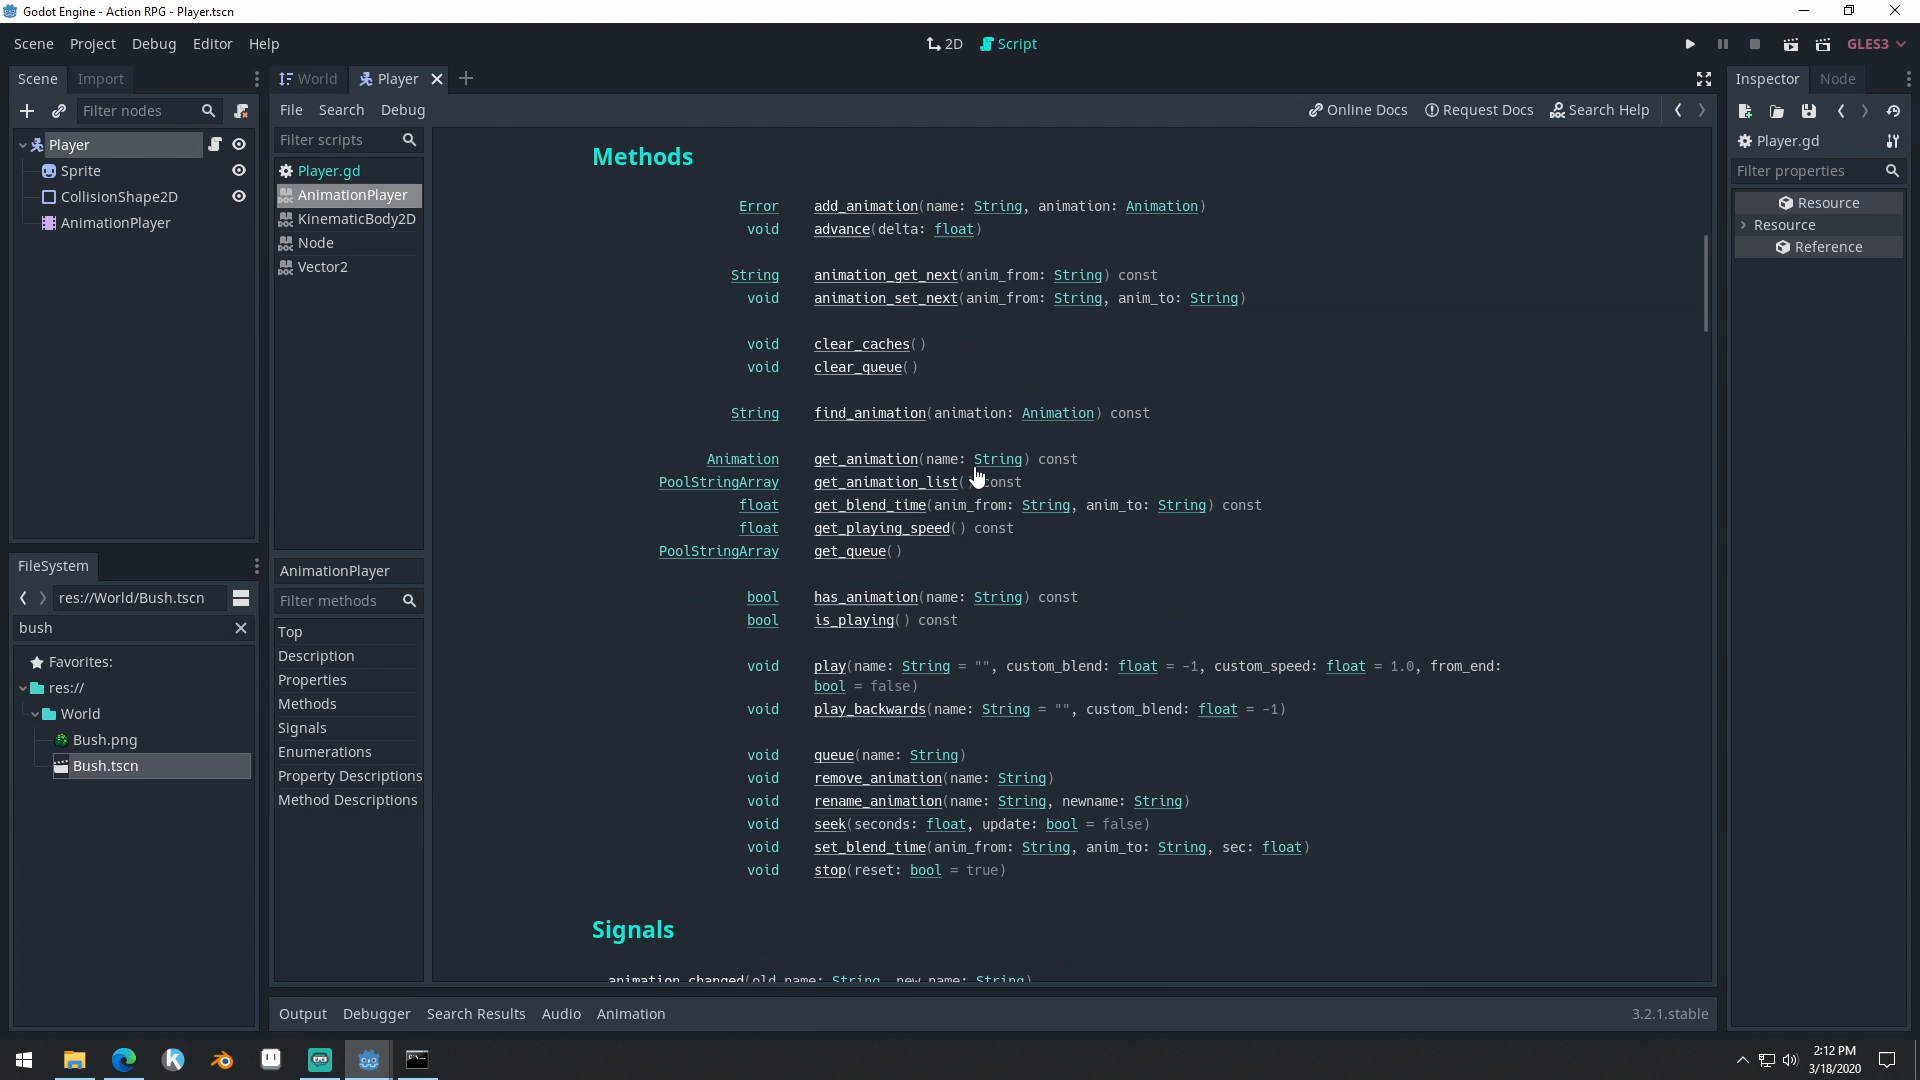 Godot Engine - Action RPG - Player.tscn
Scene Project Debug Editor Help
2D Script
GLES3
Scene Import
Filter nodes
Player
Sprite
CollisionShape2D
AnimationPlayer
FileSystem
res://World/Bush.tscn
bush
Favorites:
res://
World
Bush.png
Bush.tscn
World Player
File Search Debug
Online Docs Request Docs Search Help
Filter scripts
Player.gd
AnimationPlayer
KinematicBody2D
Node
Vector2
AnimationPlayer
Filter methods
Top
Description
Properties
Methods
Signals
Enumerations
Property Descriptions
Method Descriptions
Methods
Error add_animation(name: String, animation: Animation)
void advance(delta: float)
String animation_get_next(anim_from: String) const
void animation_set_next(anim_from: String, anim_to: String)
void clear_caches()
void clear_queue()
String find_animation(animation: Animation) const
Animation get_animation(name: String) const
PoolStringArray get_animation_list() const
float get_blend_time(anim_from: String, anim_to: String) const
float get_playing_speed() const
PoolStringArray get_queue()
bool has_animation(name: String) const
bool is_playing() const
void play(name: String = "", custom_blend: float = -1, custom_speed: float = 1.0, from_end:
bool = false)
void play_backwards(name: String = "", custom_blend: float = -1)
void queue(name: String)
void remove_animation(name: String)
void rename_animation(name: String, newname: String)
void seek(seconds: float, update: bool = false)
void set_blend_time(anim_from: String, anim_to: String, sec: float)
void stop(reset: bool = true)
Signals
animation_changed(old_name: String, new_name: String)
Output Debugger Search Results Audio Animation
3.2.1.stable
Inspector Node
Player.gd
Filter properties
Resource
Resource
Reference
2:12 PM
3/18/2020